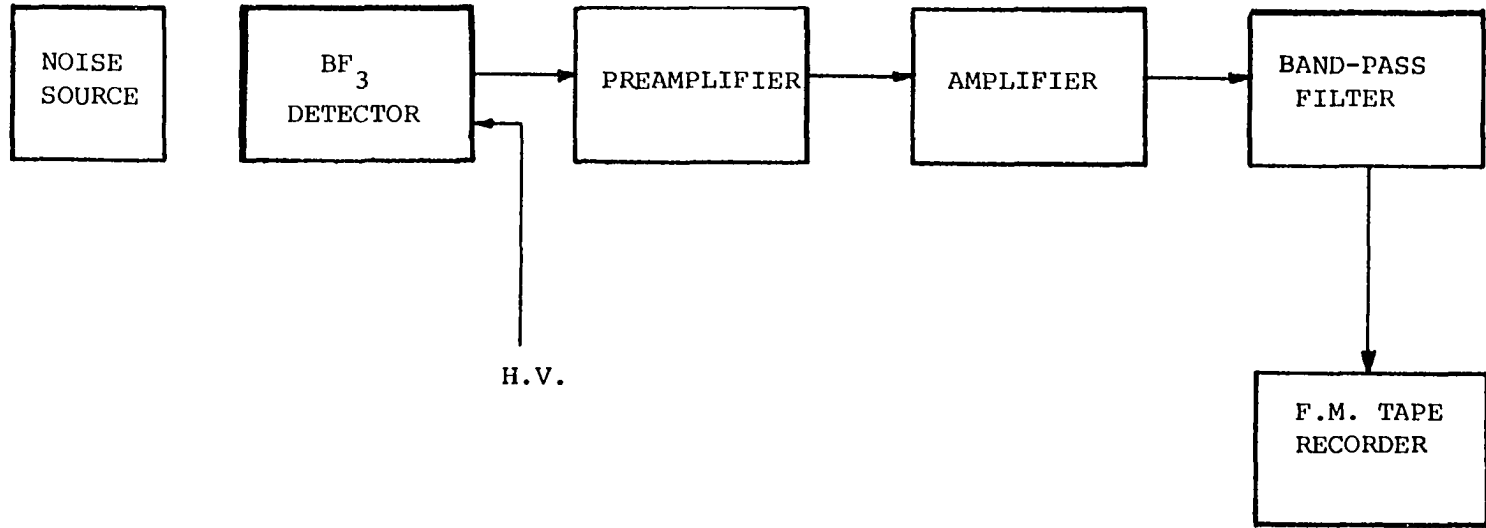 NOISE
SOURCE
BF3
DETECTOR
PREAMPLIFIER
AMPLIFIER
BAND-PASS
FILTER
H.V.
F.M. TAPE
RECORDER